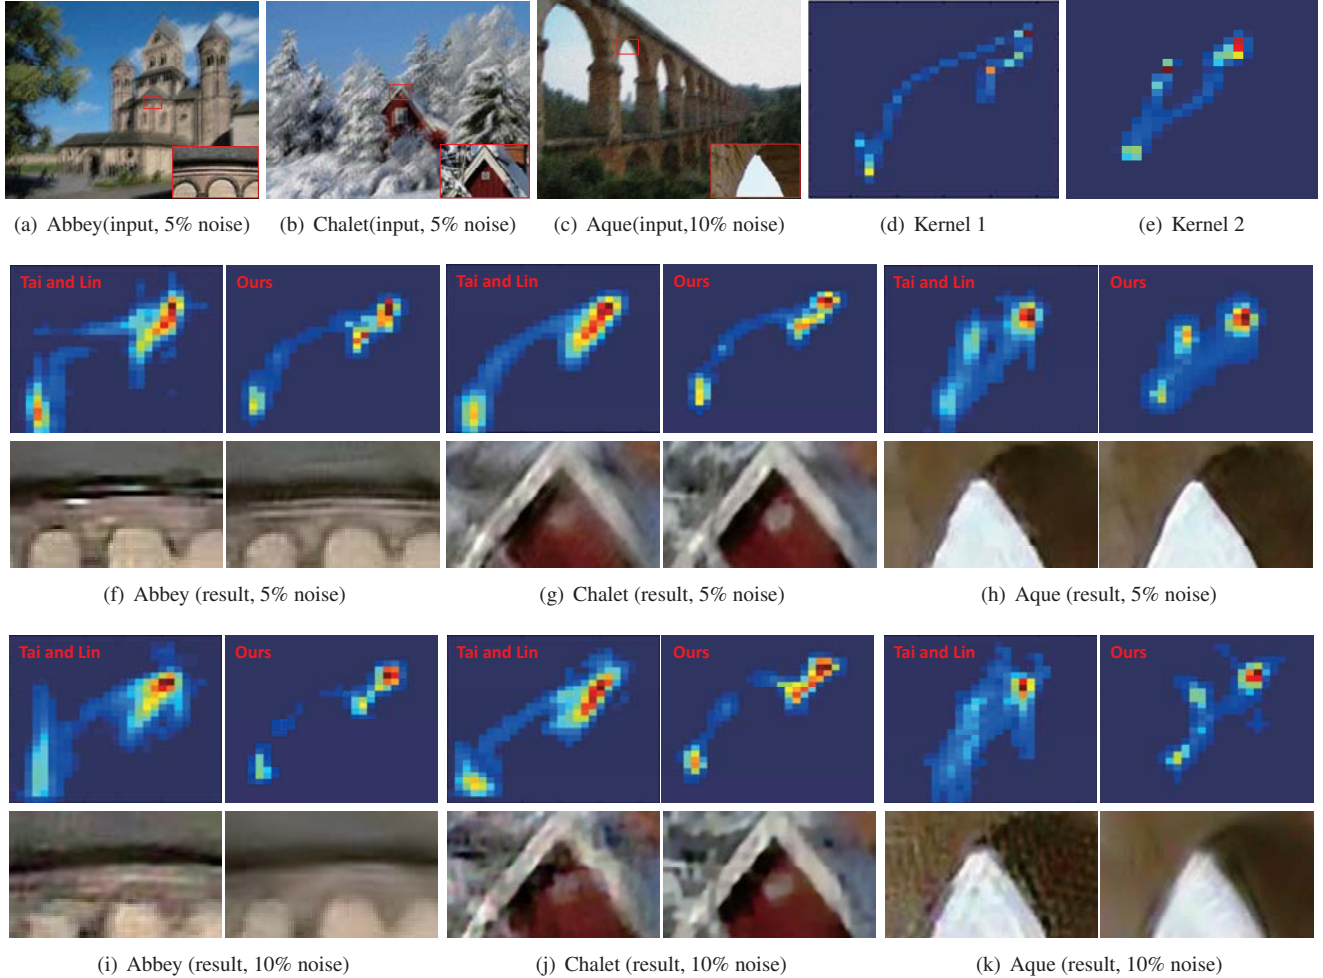 (a) Abbey(input, 5% noise)
(b) Chalet(input, 5% noise)
(c) Aque(input,10% noise)
(d) Kernel 1
(e) Kernel 2
Tai and Lin
Ours
Tai and Lin
Ours
Tai and Lin
Ours
(f) Abbey (result, 5% noise)
(g) Chalet (result, 5% noise)
(h) Aque (result, 5% noise)
Tai and Lin
Ours
Tai and Lin
Ours
Tai and Lin
Ours
(i) Abbey (result, 10% noise)
(j) Chalet (result, 10% noise)
(k) Aque (result, 10% noise)